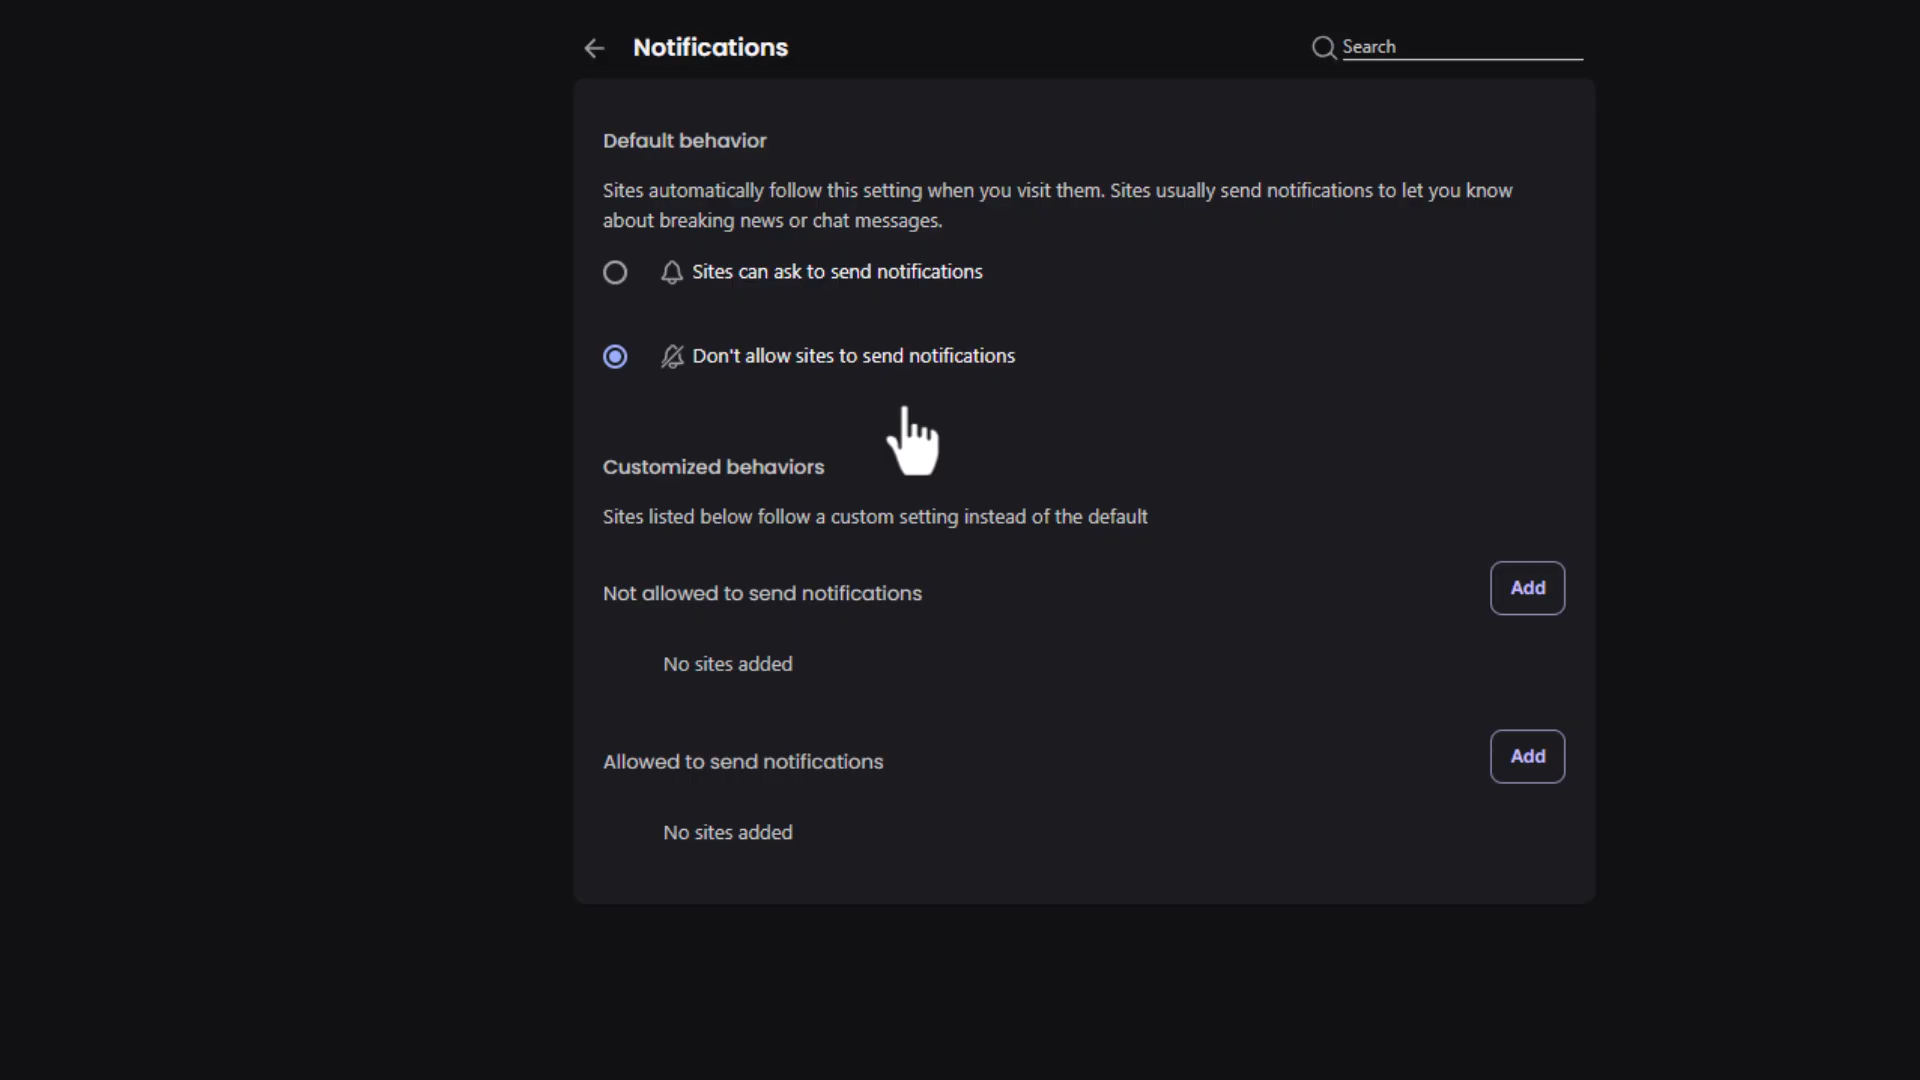 Notifications
Search
Default behavior
Sites automatically follow this setting when you visit them. Sites usually send notifications to let you know
about breaking news or chat messages.
Sites can ask to send notifications
Don't allow sites to send notifications
Customized behaviors
Sites listed below follow a custom setting instead of the default
Not allowed to send notifications
Add
No sites added
Allowed to send notifications
Add
No sites added